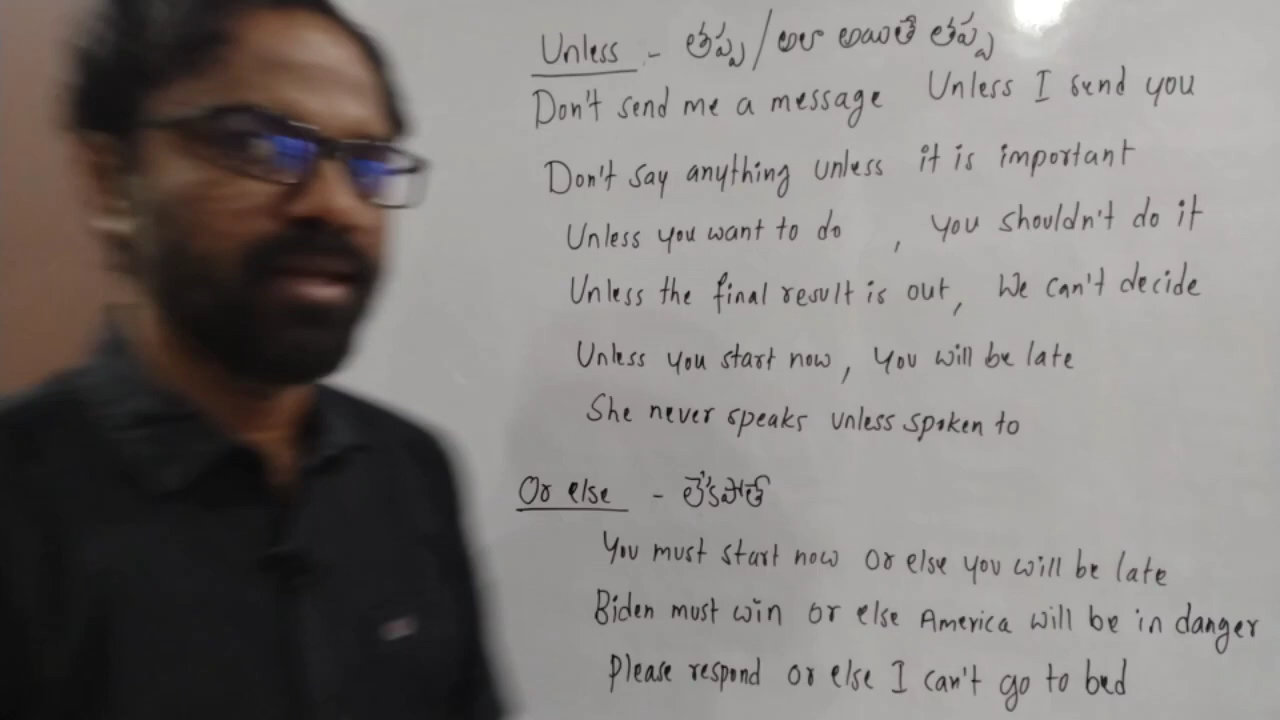 Unless - తప్ప / అలా అయితే తప్ప
Don't send me a message Unless I send you
Don't say anything unless it is important
Unless you want to do , you shouldn't do it
Unless the final result is out, We can't decide
Unless you start now, you will be late
She never speaks unless spoken to
Or else - లేకపోతే
You must start now or else you will be late
Biden must win or else America will be in danger
Please respond or else I can't go to bed